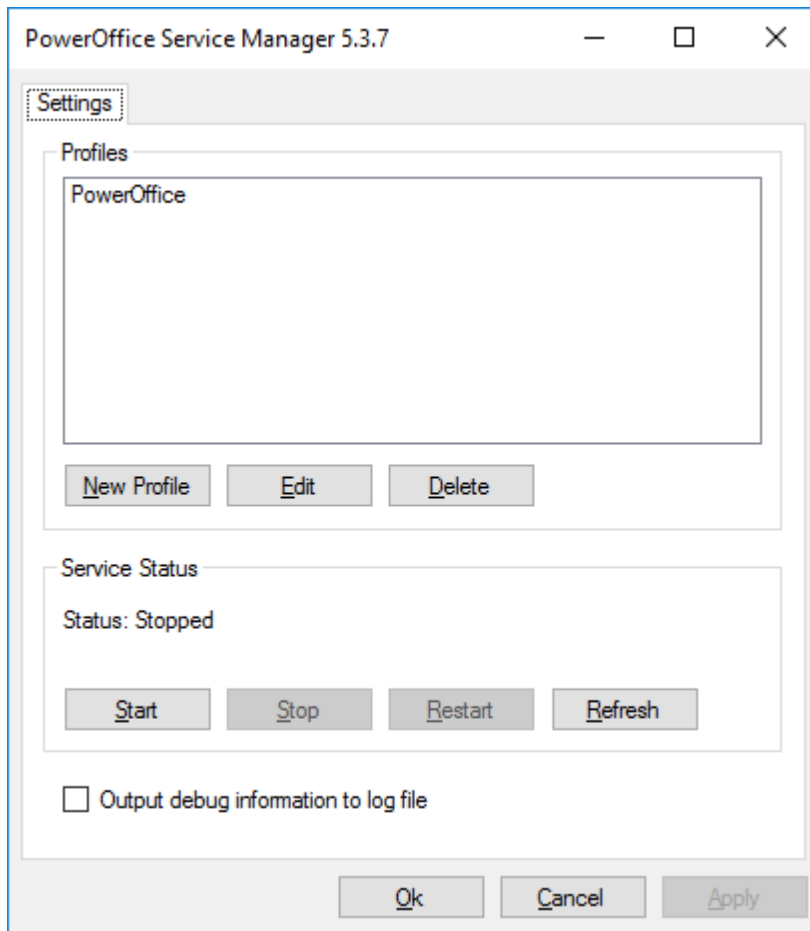 PowerOffice Service Manager 5.3.7
Settings
Profiles
PowerOffice
New Profile Edit Delete
Service Status
Status: Stopped
Start Stop Restart Refresh
Output debug information to log file
Ok Cancel Apply